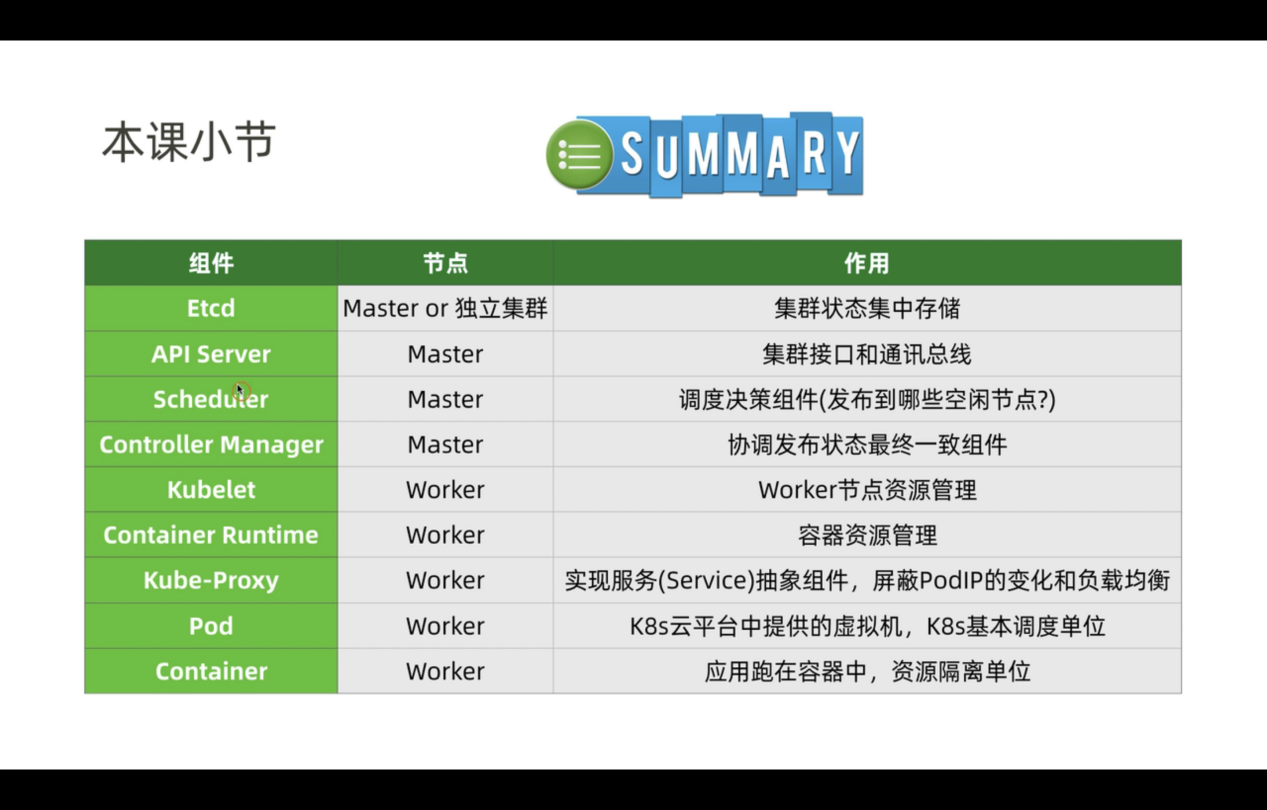 本课小节
SUMMARY
组件 节点 作用
Etcd Master or 独立集群 集群状态集中存储
API Server Master 集群接口和通讯总线
Scheduler Master 调度决策组件(发布到哪些空闲节点?)
Controller Manager Master 协调发布状态最终一致组件
Kubelet Worker Worker节点资源管理
Container Runtime Worker 容器资源管理
Kube-Proxy Worker 实现服务(Service)抽象组件，屏蔽PodIP的变化和负载均衡
Pod Worker K8s云平台中提供的虚拟机，K8s基本调度单位
Container Worker 应用跑在容器中，资源隔离单位